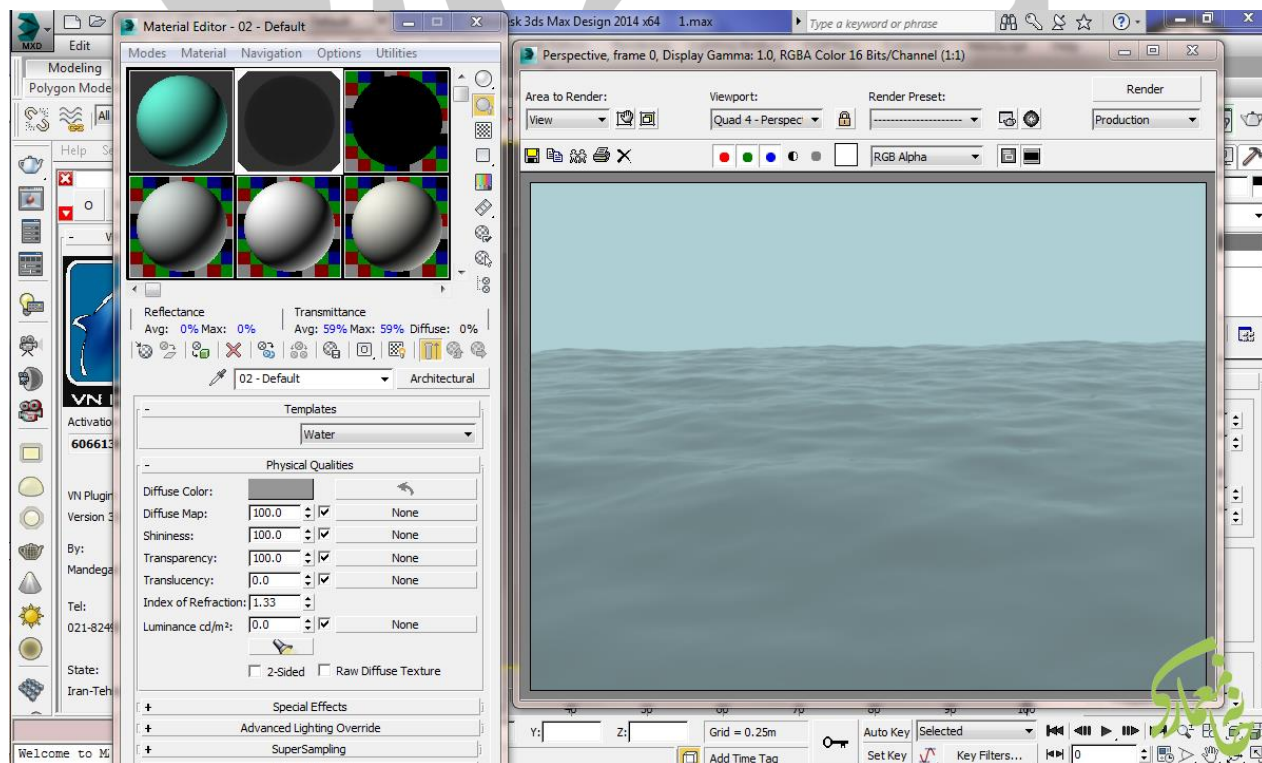 MXD
Edit
Modeling
Polygon Mode
All
Help
VN
Activatio
606613
VN Plugin
Version 3
By:
Mandega
Tel:
021-8249
State:
Iran-Teh
Welcome to M
Material Editor - 02 - Default
Modes Material Navigation Options Utilities
Reflectance
Avg: 0% Max: 0%
Transmittance
Avg: 59% Max: 59% Diffuse: 0%
02 - Default
Architectural
- Templates
Water
- Physical Qualities
Diffuse Color:
Diffuse Map: 100.0 None
Shininess: 100.0 None
Transparency: 100.0 None
Translucency: 0.0 None
Index of Refraction: 1.33
Luminance cd/m²: 0.0 None
2-Sided Raw Diffuse Texture
+ Special Effects
+ Advanced Lighting Override
+ SuperSampling
sk 3ds Max Design 2014 x64 1.max
Type a keyword or phrase
Perspective, frame 0, Display Gamma: 1.0, RGBA Color 16 Bits/Channel (1:1)
Area to Render:
View
Viewport:
Quad 4 - Perspec
Render Preset:
--------------------
Render
Production
RGB Alpha
Y: Z: Grid = 0.25m
Add Time Tag
Auto Key Selected
Set Key Key Filters...
0